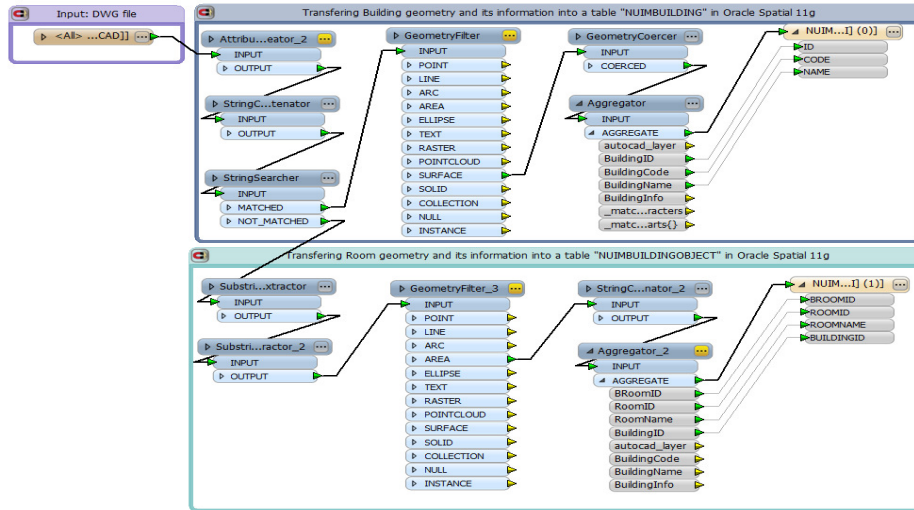 Input: DWG file
<All> ...CAD]]
Transfering Building geometry and its information into a table "NUIMBUILDING" in Oracle Spatial 11g
Attribu...eator_2
INPUT
OUTPUT
StringC...tenator
INPUT
OUTPUT
StringSearcher
INPUT
MATCHED
NOT_MATCHED
GeometryFilter
INPUT
POINT
LINE
ARC
AREA
ELLIPSE
TEXT
RASTER
POINTCLOUD
SURFACE
SOLID
COLLECTION
NULL
INSTANCE
GeometryCoercer
INPUT
COERCED
Aggregator
INPUT
AGGREGATE
autocad_layer
BuildingID
BuildingCode
BuildingName
BuildingInfo
_matc...racters
_matc...arts{}
NUIM...I] (0)]
ID
CODE
NAME
Transfering Room geometry and its information into a table "NUIMBUILDINGOBJECT" in Oracle Spatial 11g
Substri...xtractor
INPUT
OUTPUT
Substri...ractor_2
INPUT
OUTPUT
GeometryFilter_3
INPUT
POINT
LINE
ARC
AREA
ELLIPSE
TEXT
RASTER
POINTCLOUD
SURFACE
SOLID
COLLECTION
NULL
INSTANCE
StringC...nator_2
INPUT
OUTPUT
Aggregator_2
INPUT
AGGREGATE
BRoomID
RoomID
RoomName
BuildingID
autocad_layer
BuildingCode
BuildingName
BuildingInfo
NUIM...I] (1)]
BROOMID
ROOMID
ROOMNAME
BUILDINGID